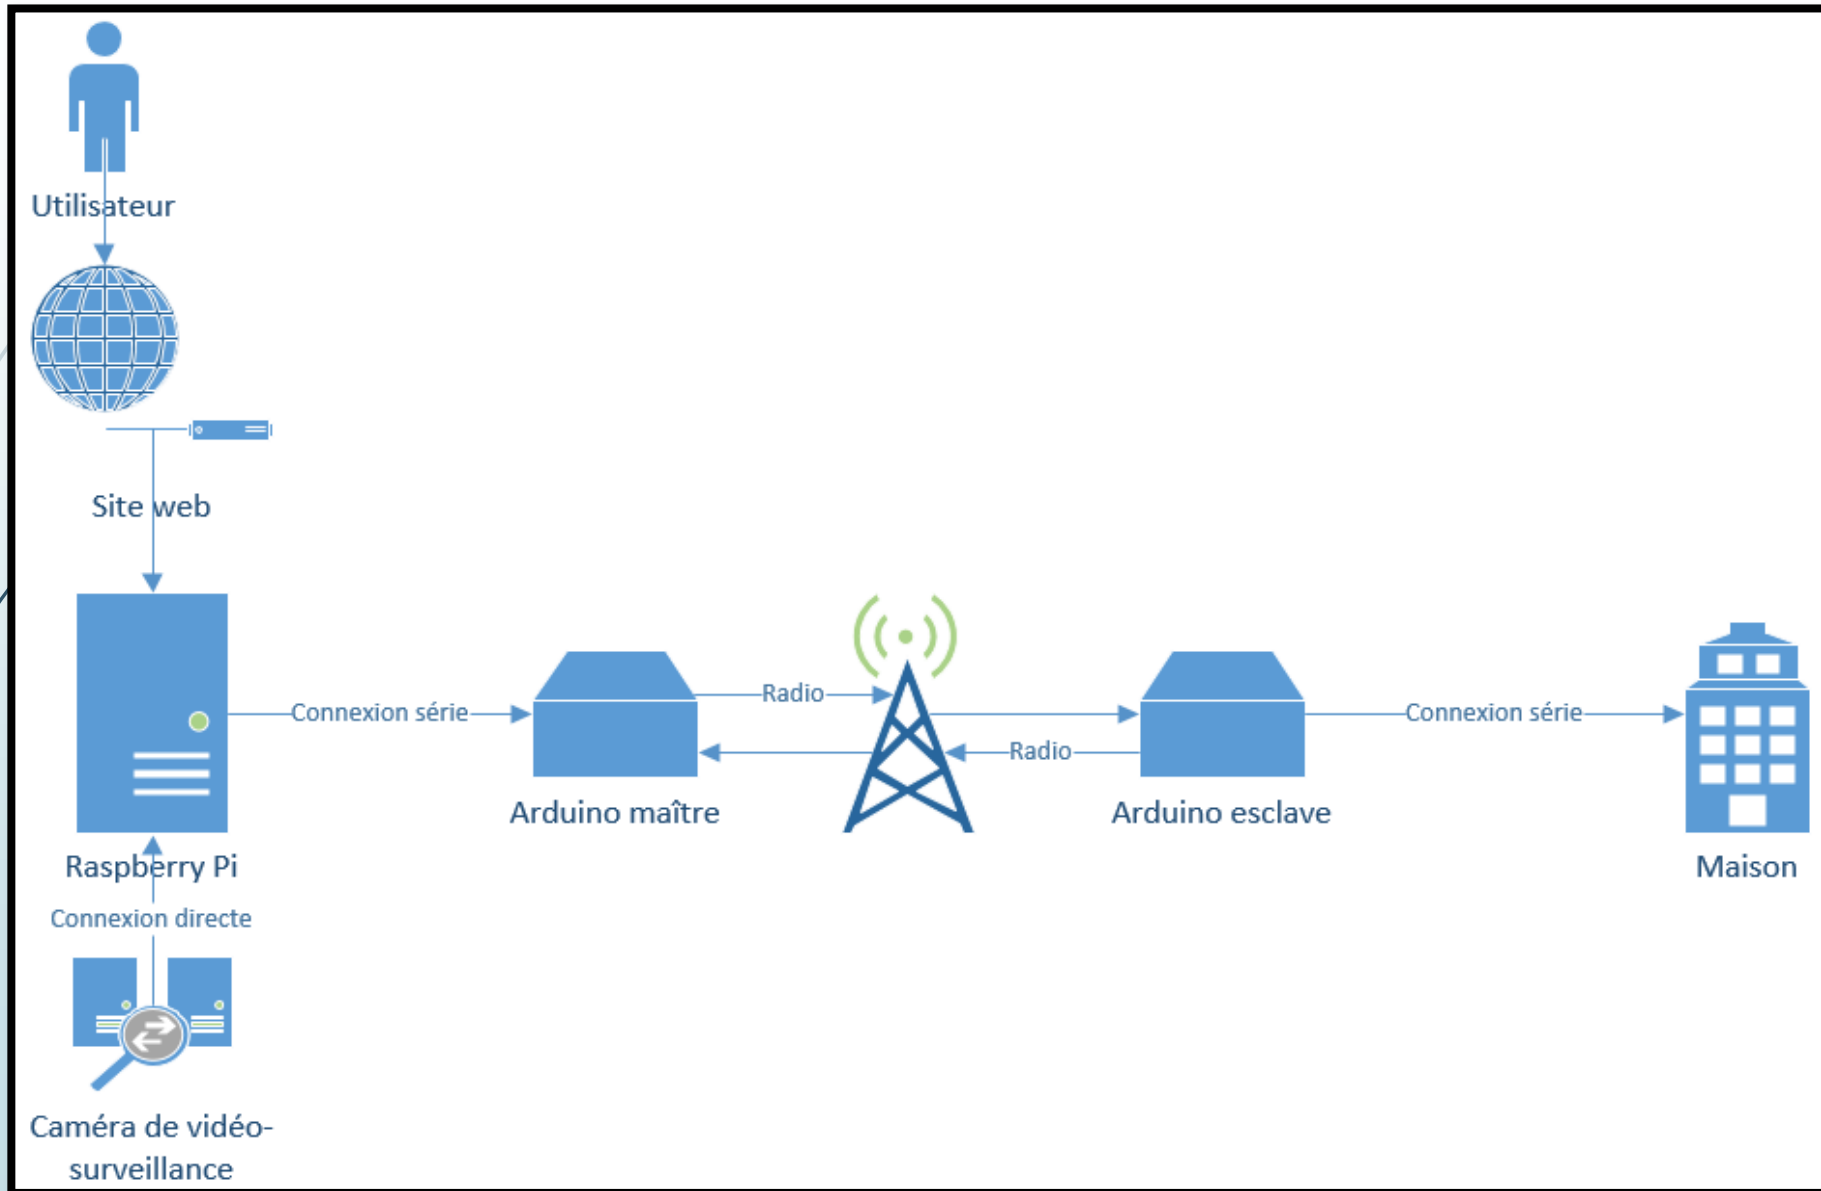 Utilisateur
Site web
Radio
Connexion série
Connexion série
Radio
Arduino maître
Arduino esclave
Raspberry Pi
Maison
Connexion directe
Caméra de vidéo-
surveillance